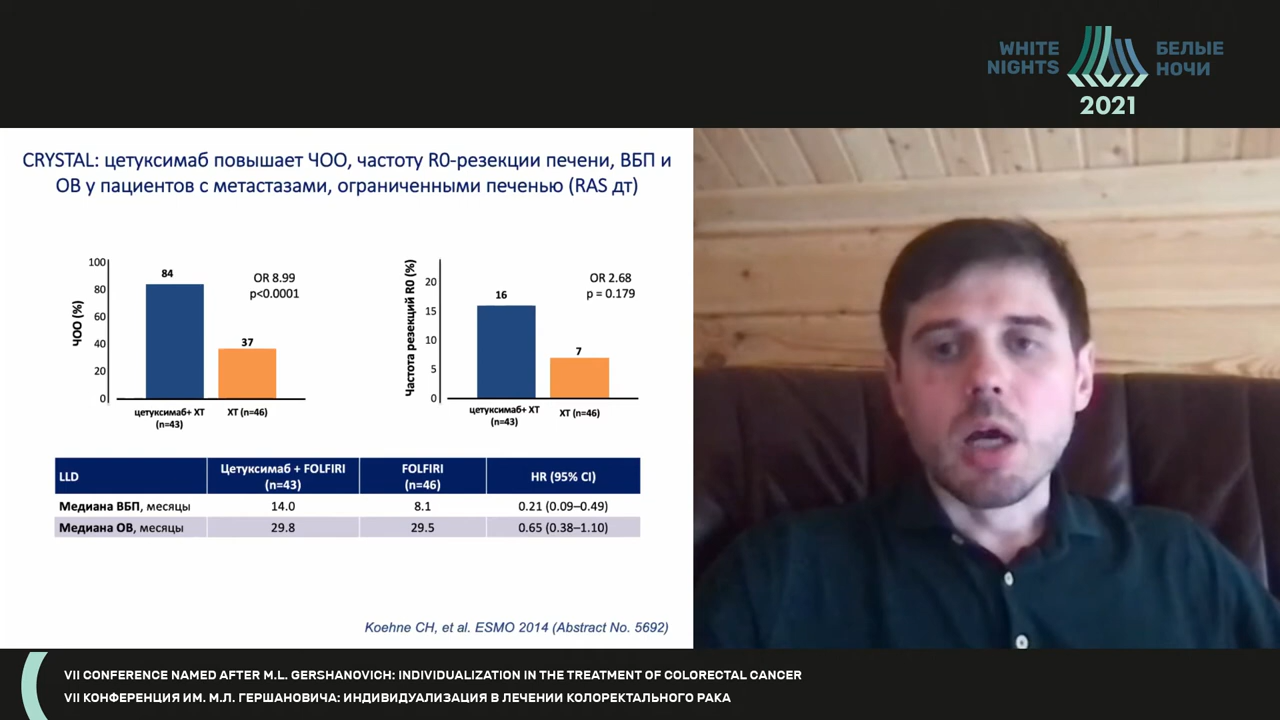 WHITE
NIGHTS
БЕЛЫЕ
НОЧИ
2021
CRYSTAL: цетуксимаб повышает ЧОО, частоту R0-резекции печени, ВБП и
ОВ у пациентов с метастазами, ограниченными печенью (RAS дт)
ЧОО (%)
100
80
60
40
20
0
84
37
OR 8.99
p<0.0001
цетуксимаб+ ХТ
(n=43)
ХТ (n=46)
Частота резекций R0 (%)
20
15
10
5
0
16
7
OR 2.68
p = 0.179
цетуксимаб+ ХТ
(n=43)
ХТ (n=46)
LLD
Цетуксимаб + FOLFIRI
(n=43)
FOLFIRI
(n=46)
HR (95% CI)
Медиана ВБП, месяцы 14.0 8.1 0.21 (0.09–0.49)
Медиана ОВ, месяцы 29.8 29.5 0.65 (0.38–1.10)
Koehne CH, et al. ESMO 2014 (Abstract No. 5692)
VII CONFERENCE NAMED AFTER M.L. GERSHANOVICH: INDIVIDUALIZATION IN THE TREATMENT OF COLORECTAL CANCER
VII КОНФЕРЕНЦИЯ ИМ. М.Л. ГЕРШАНОВИЧА: ИНДИВИДУАЛИЗАЦИЯ В ЛЕЧЕНИИ КОЛОРЕКТАЛЬНОГО РАКА